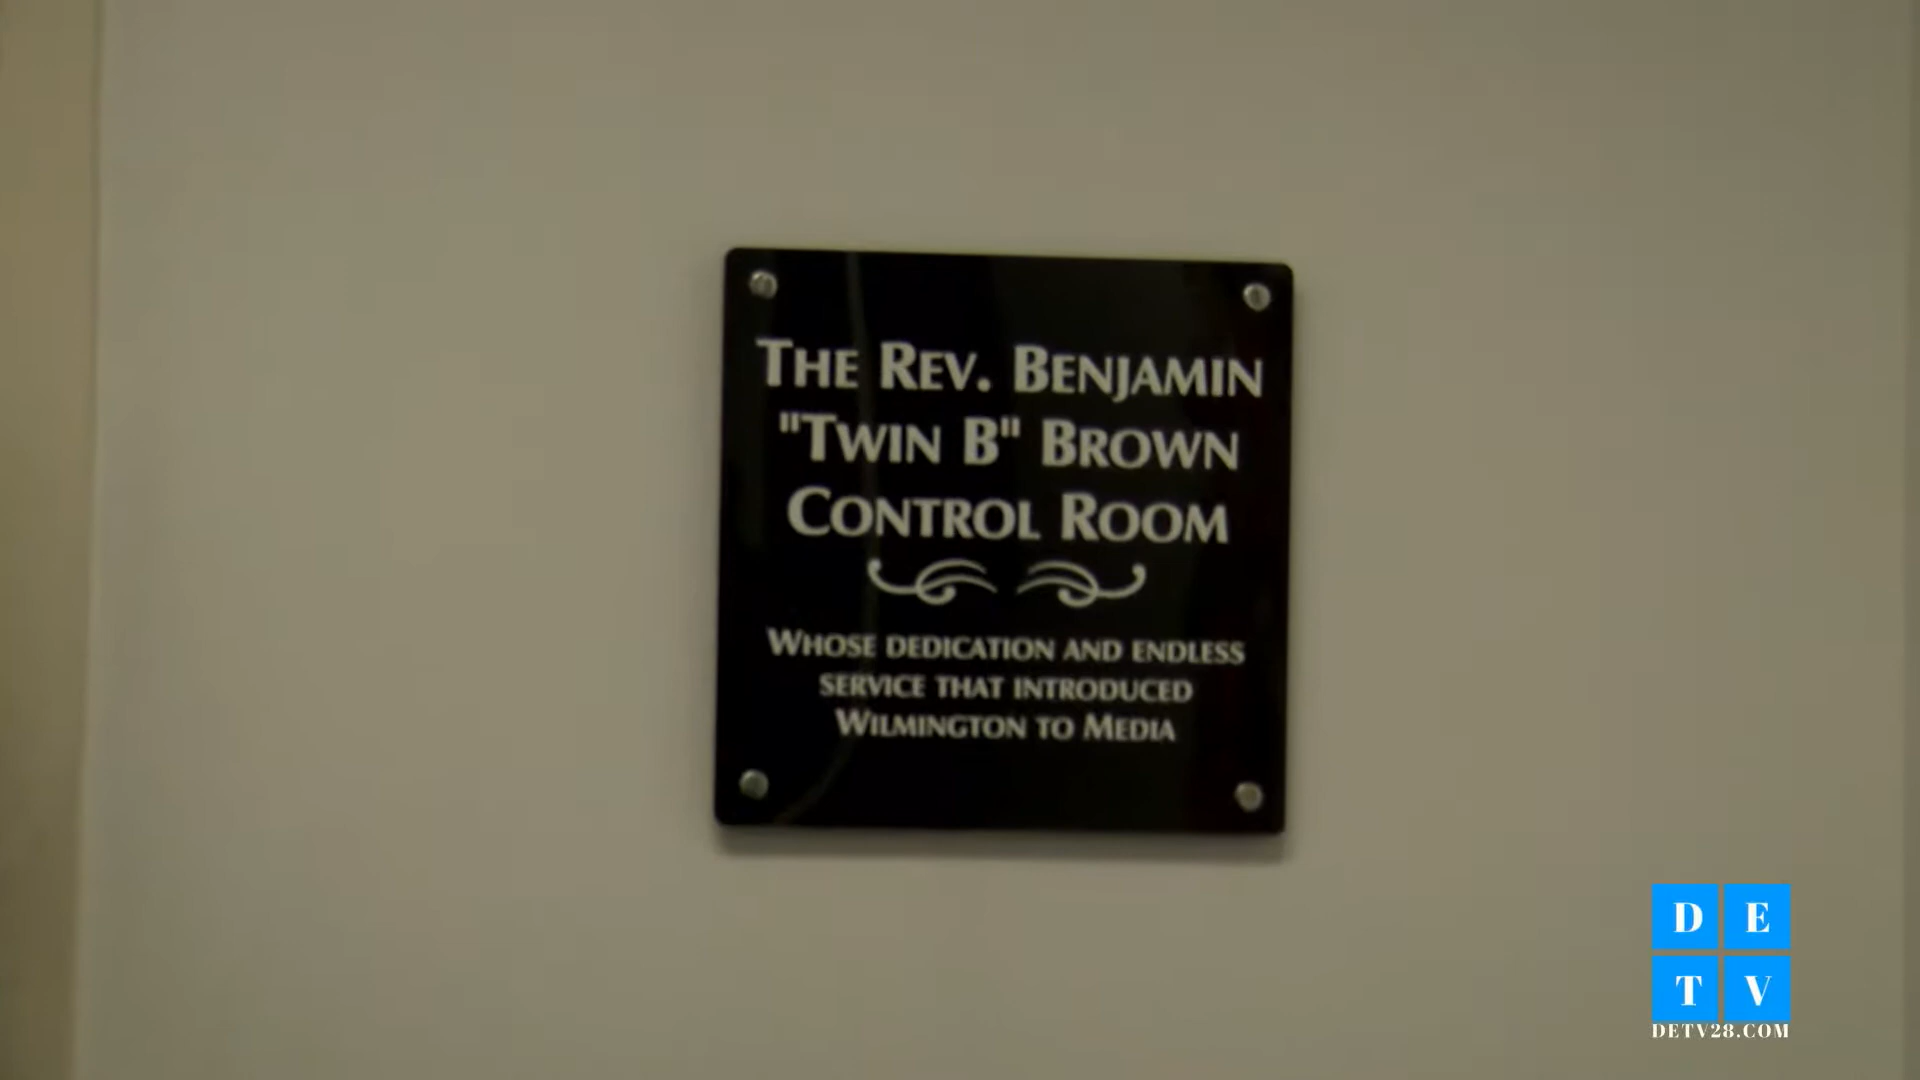 The Rev. Benjamin
"Twin B" Brown
Control Room
Whose dedication and endless
service that introduced
Wilmington to Media
D E
T V
DETV28.COM